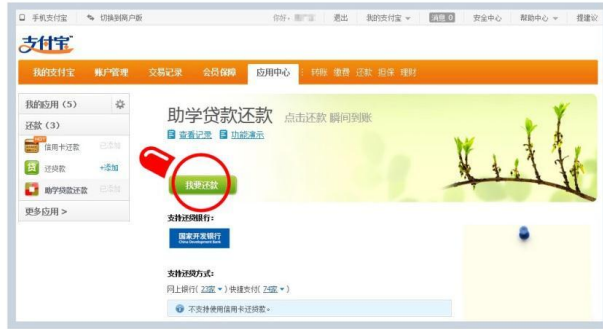 手机支付宝 切换到商户版 你好， 退出 我的支付宝 消息 0 安全中心 帮助中心 提建议
支付宝
我的支付宝 账户管理 交易记录 会员保障 应用中心 转账 缴费 还款 担保 理财
我的应用（5）
还款（3）
信用卡还款 已添加
还贷款 +添加
助学贷款还款 已添加
更多应用 >
助学贷款还款 点击还款 瞬间到账
查看记录 功能演示
我要还款
支持还贷银行：
国家开发银行
China Development Bank
支持还贷方式：
网上银行( 23家 ) 快捷支付( 74家 )
不支持使用信用卡还贷款。